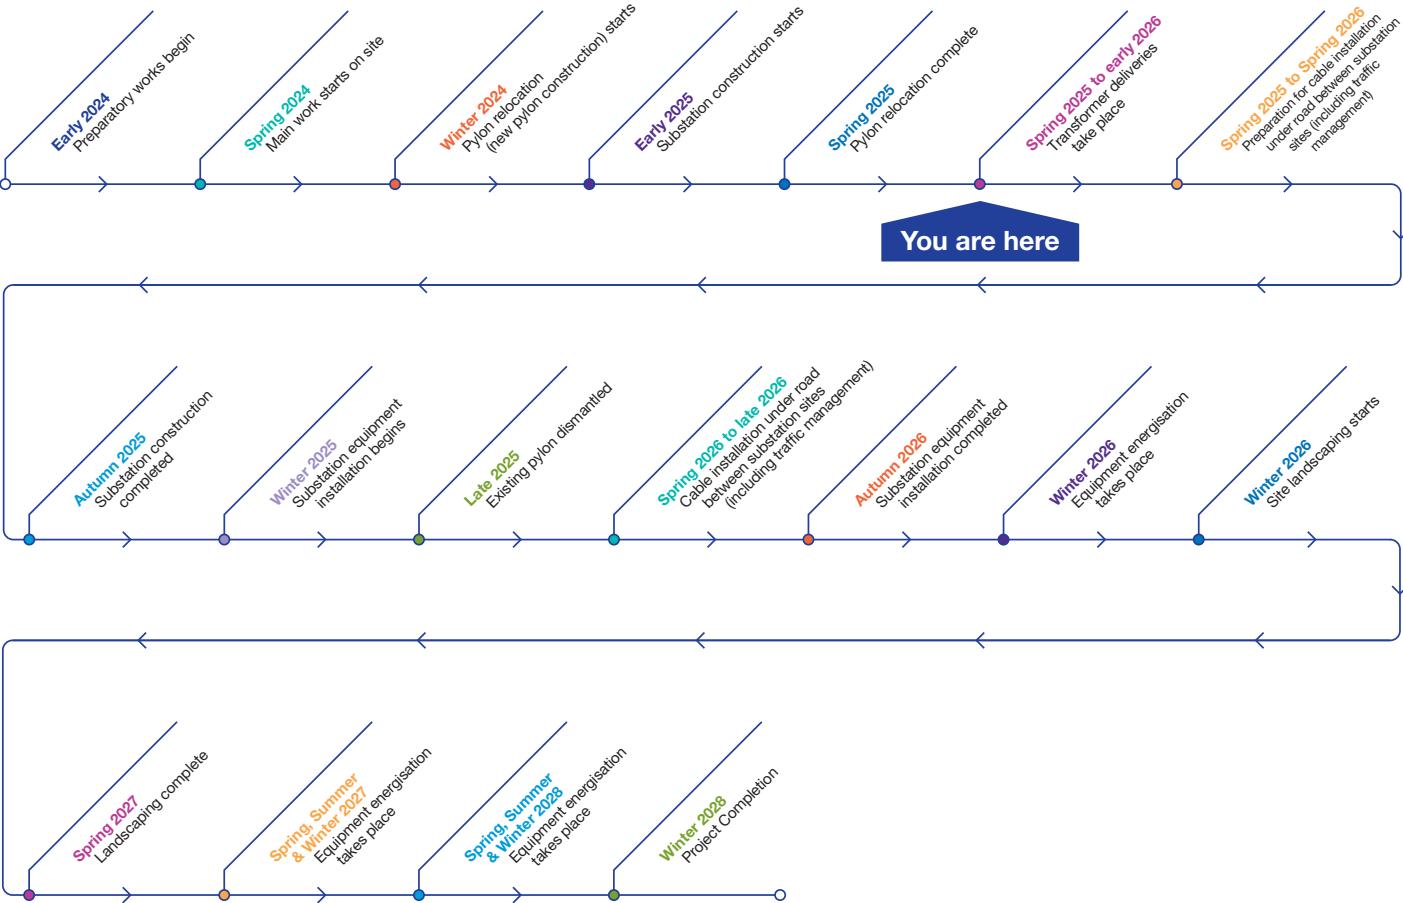 Early 2024
Preparatory works begin
Spring 2024
Main work starts on site
Winter 2024
Pylon relocation
(new pylon construction) starts
Early 2025
Substation construction starts
Spring 2025
Pylon relocation complete
Spring 2025 to early 2026
Transformer deliveries
take place
Spring 2025 to Spring 2026
Preparation for cable installation
under road between substation
sites (including traffic
management)
You are here
Autumn 2025
Substation construction
completed
Winter 2025
Substation equipment
installation begins
Late 2025
Existing pylon dismantled
Spring 2026 to late 2026
Cable installation under road
between substation sites
(including traffic management)
Autumn 2026
Substation equipment
installation completed
Winter 2026
Equipment energisation
takes place
Winter 2026
Site landscaping starts
Spring 2027
Landscaping complete
Spring, Summer
& Winter 2027
Equipment energisation
takes place
Spring, Summer
& Winter 2028
Equipment energisation
takes place
Winter 2028
Project Completion